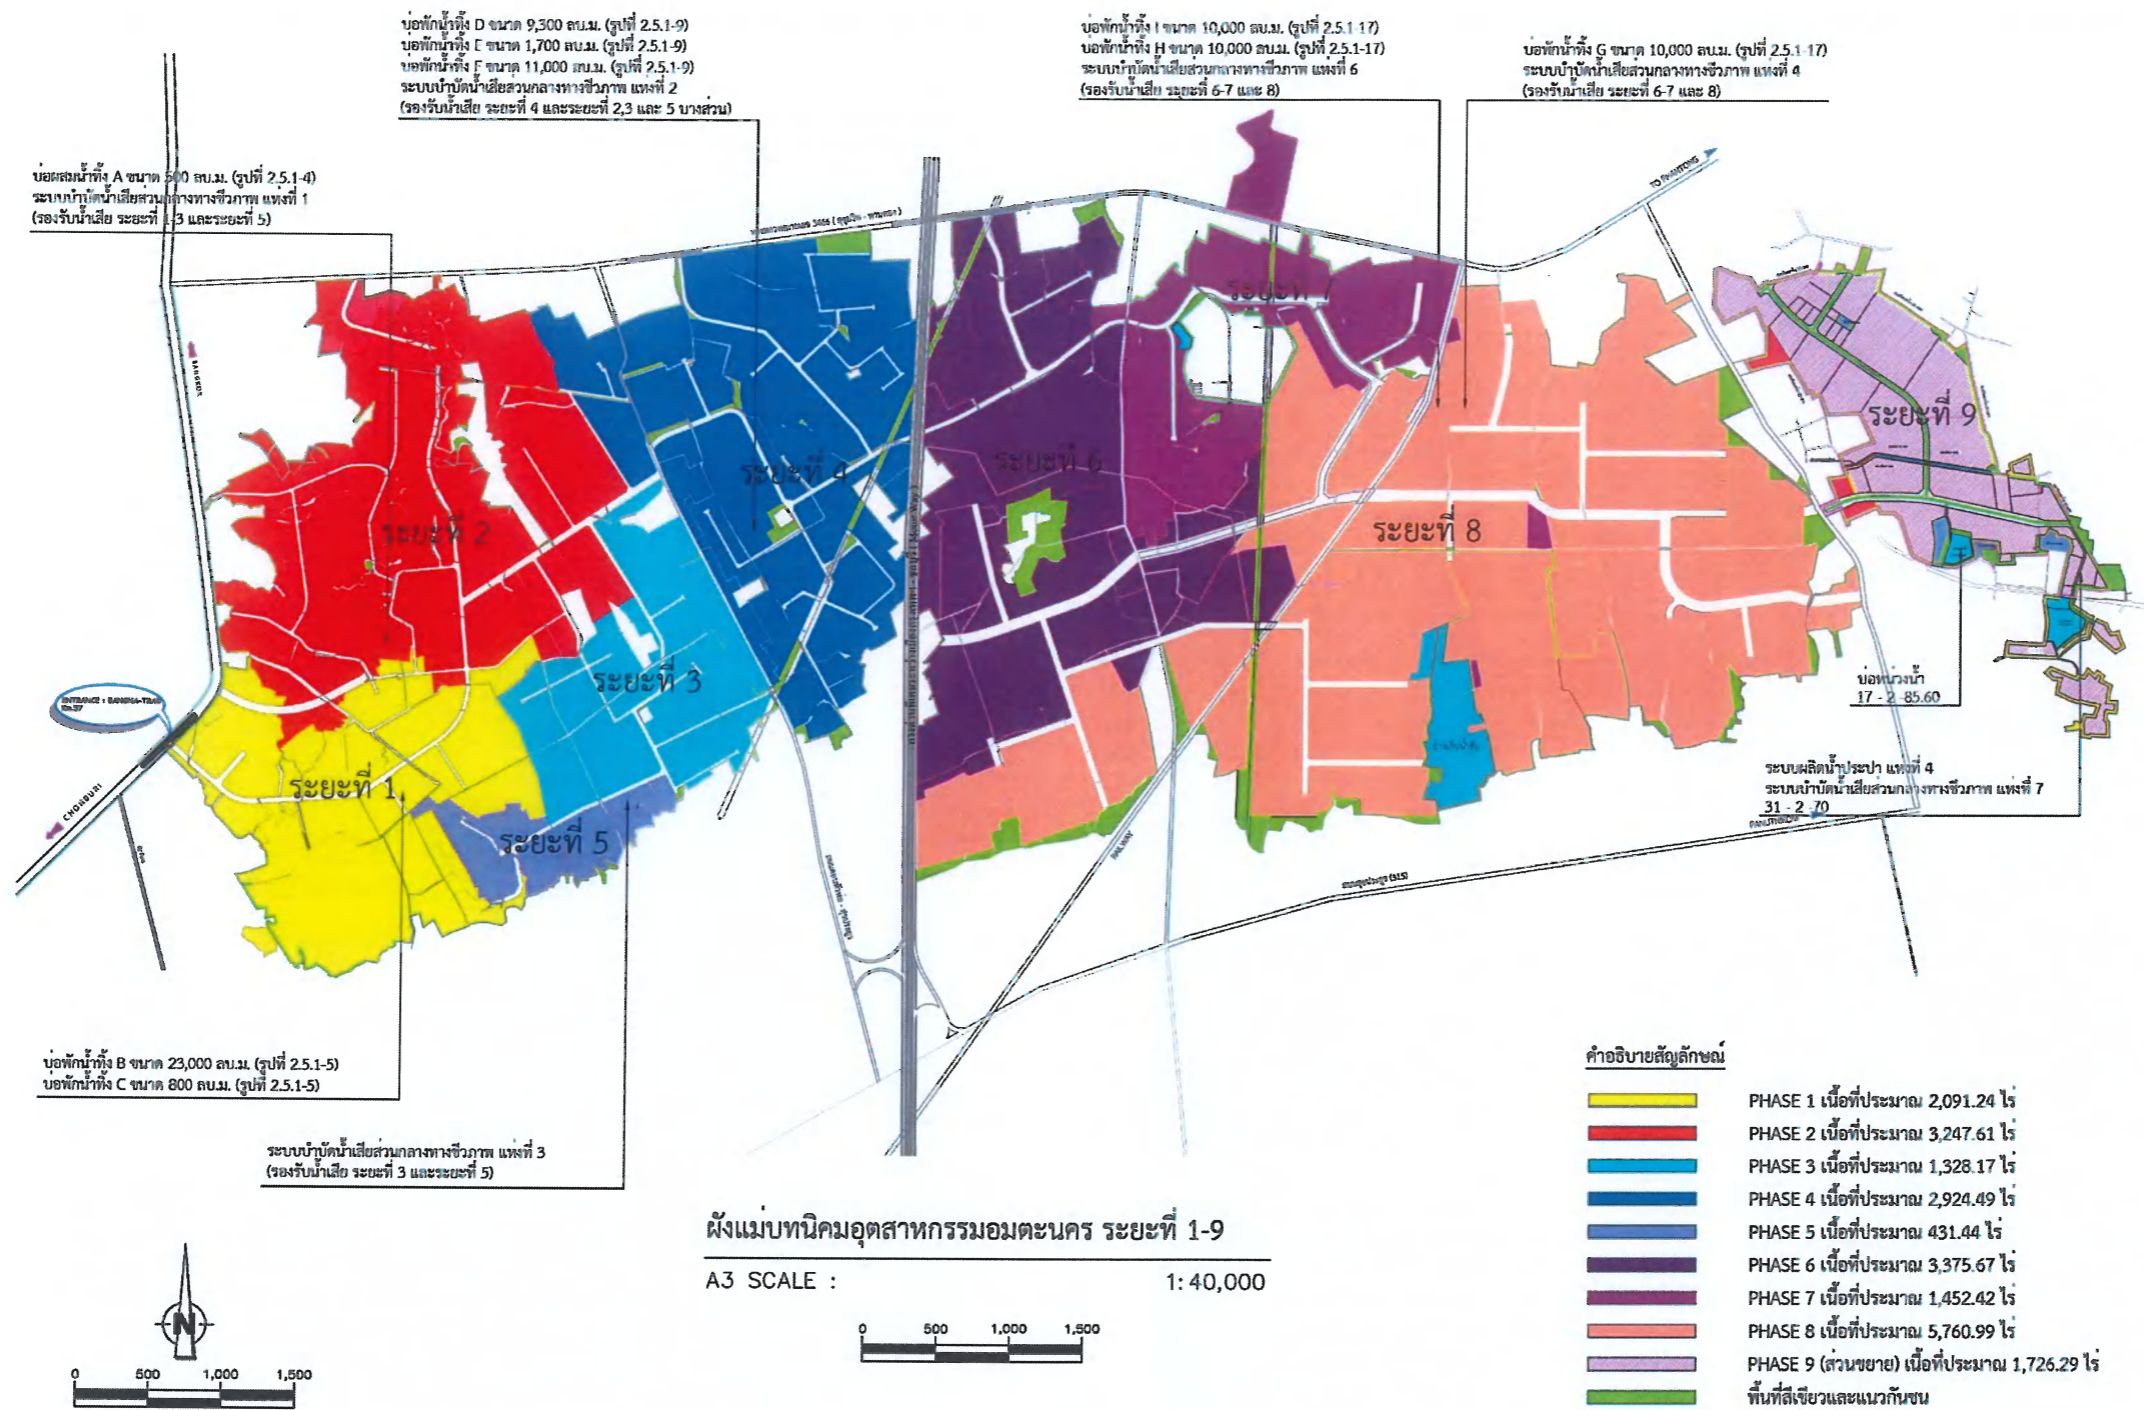 บ่อพักน้ำทิ้ง D ขนาด 9,300 ลบ.ม. (รูปที่ 2.5.1-9)
บ่อพักน้ำทิ้ง E ขนาด 1,700 ลบ.ม. (รูปที่ 2.5.1-9)
บ่อพักน้ำทิ้ง F ขนาด 11,000 ลบ.ม. (รูปที่ 2.5.1-9)
ระบบบำบัดน้ำเสียส่วนกลางทางชีวภาพ แห่งที่ 2
(รองรับน้ำเสีย ระยะที่ 4 และระยะที่ 2,3 และ 5 บางส่วน)
บ่อพักน้ำทิ้ง I ขนาด 10,000 ลบ.ม. (รูปที่ 2.5.1-17)
บ่อพักน้ำทิ้ง H ขนาด 10,000 ลบ.ม. (รูปที่ 2.5.1-17)
ระบบบำบัดน้ำเสียส่วนกลางทางชีวภาพ แห่งที่ 6
(รองรับน้ำเสีย ระยะที่ 6-7 และ 8)
บ่อพักน้ำทิ้ง G ขนาด 10,000 ลบ.ม. (รูปที่ 2.5.1-17)
ระบบบำบัดน้ำเสียส่วนกลางทางชีวภาพ แห่งที่ 4
(รองรับน้ำเสีย ระยะที่ 6-7 และ 8)
บ่อผสมน้ำทิ้ง A ขนาด 500 ลบ.ม. (รูปที่ 2.5.1-4)
ระบบบำบัดน้ำเสียส่วนกลางทางชีวภาพ แห่งที่ 1
(รองรับน้ำเสีย ระยะที่ 1-3 และระยะที่ 5)
TO PHANTONG
BANGKOK
ระยะที่ 7
ระยะที่ 9
ระยะที่ 4
ระยะที่ 6
ระยะที่ 2
ระยะที่ 8
ระยะที่ 3
ระยะที่ 1
ระยะที่ 5
CHONBURI
RAILWAY
บ่อหน่วงน้ำ
17 - 2 -85.60
ระบบผลิตน้ำประปา แห่งที่ 4
ระบบบำบัดน้ำเสียส่วนกลางทางชีวภาพ แห่งที่ 7
31 - 2 -70
บ่อพักน้ำทิ้ง B ขนาด 23,000 ลบ.ม. (รูปที่ 2.5.1-5)
บ่อพักน้ำทิ้ง C ขนาด 800 ลบ.ม. (รูปที่ 2.5.1-5)
ระบบบำบัดน้ำเสียส่วนกลางทางชีวภาพ แห่งที่ 3
(รองรับน้ำเสีย ระยะที่ 3 และระยะที่ 5)
คำอธิบายสัญลักษณ์
PHASE 1 เนื้อที่ประมาณ 2,091.24 ไร่
PHASE 2 เนื้อที่ประมาณ 3,247.61 ไร่
PHASE 3 เนื้อที่ประมาณ 1,328.17 ไร่
PHASE 4 เนื้อที่ประมาณ 2,924.49 ไร่
PHASE 5 เนื้อที่ประมาณ 431.44 ไร่
PHASE 6 เนื้อที่ประมาณ 3,375.67 ไร่
PHASE 7 เนื้อที่ประมาณ 1,452.42 ไร่
PHASE 8 เนื้อที่ประมาณ 5,760.99 ไร่
PHASE 9 (ส่วนขยาย) เนื้อที่ประมาณ 1,726.29 ไร่
พื้นที่สีเขียวและแนวกันชน
ผังแม่บทนิคมอุตสาหกรรมอมตะนคร ระยะที่ 1-9
A3 SCALE : 1:40,000
0 500 1,000 1,500
N
0 500 1,000 1,500